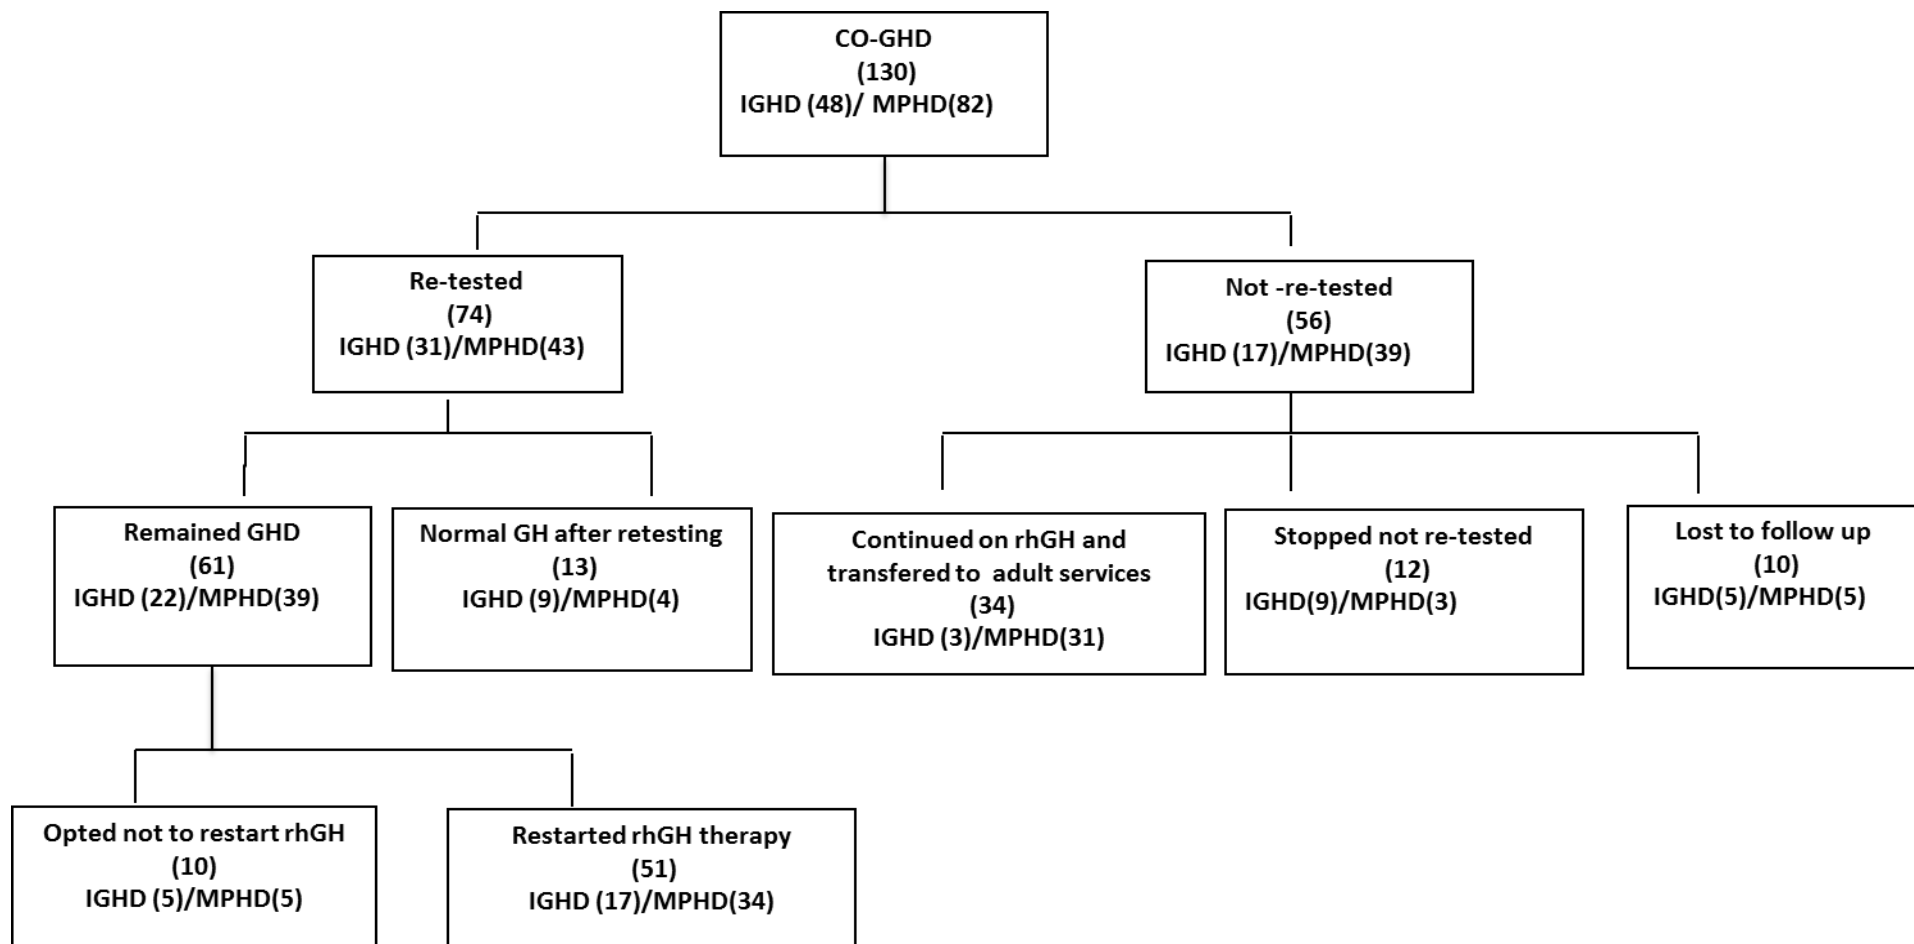 CO-GHD
(130)
IGHD (48)/ MPHD(82)
Re-tested
(74)
IGHD (31)/MPHD(43)
Not -re-tested
(56)
IGHD (17)/MPHD(39)
Remained GHD
(61)
IGHD (22)/MPHD(39)
Normal GH after retesting
(13)
IGHD (9)/MPHD(4)
Continued on rhGH and
transfered to adult services
(34)
IGHD (3)/MPHD(31)
Stopped not re-tested
(12)
IGHD(9)/MPHD(3)
Lost to follow up
(10)
IGHD(5)/MPHD(5)
Opted not to restart rhGH
(10)
IGHD (5)/MPHD(5)
Restarted rhGH therapy
(51)
IGHD (17)/MPHD(34)